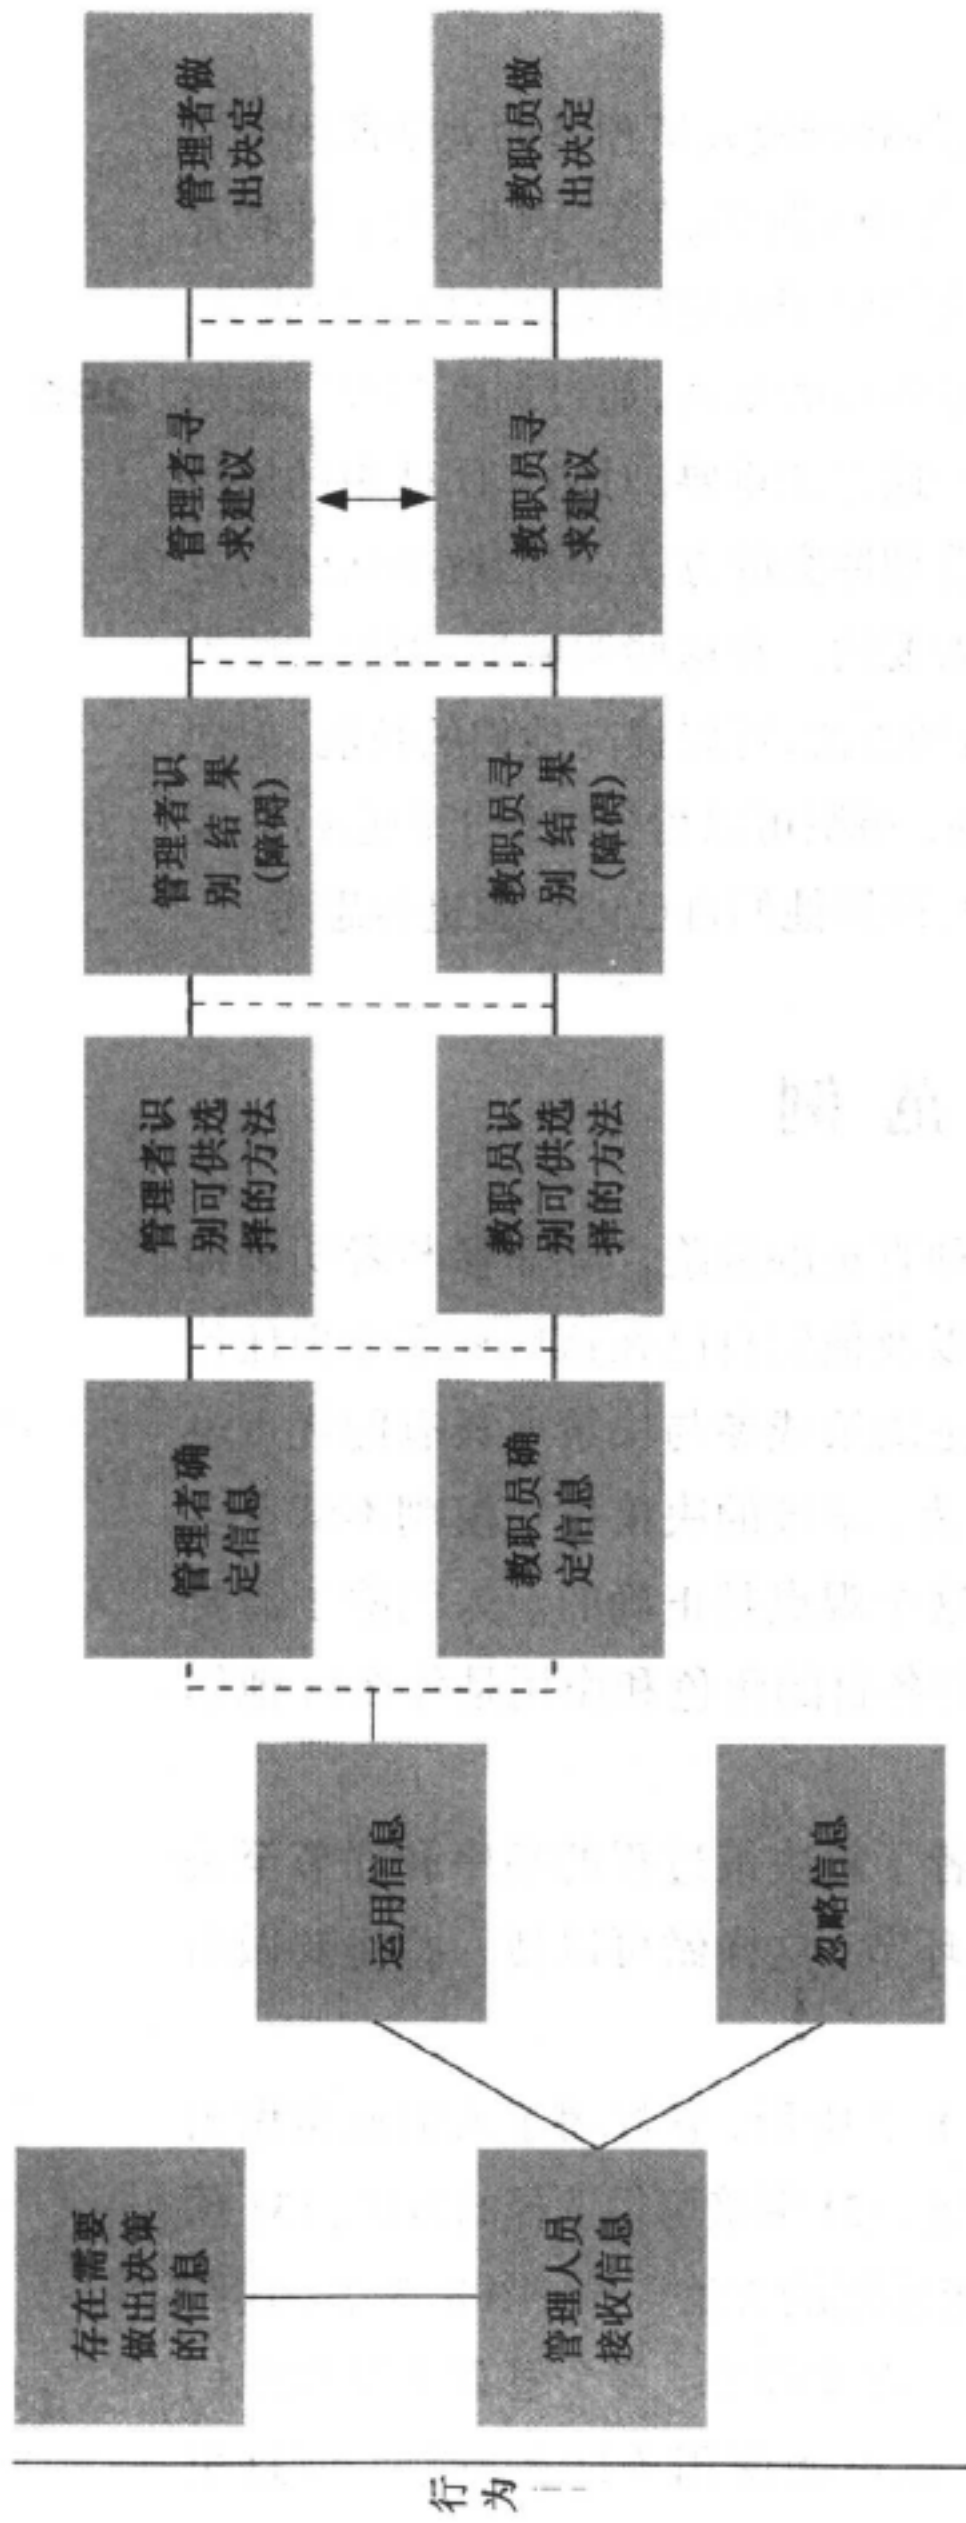 行
为
存在需要
做出决策
的信息
管理人员
接收信息
运用信息
忽略信息
管理者确
定信息
教职员确
定信息
管理者识
别可供选
择的方法
教职员识
别可供选
择的方法
管理者识
别结果
(障碍)
教职员寻
别结果
(障碍)
管理者寻
求建议
教职员寻
求建议
管理者做
出决定
教职员做
出决定